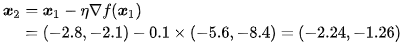 𝒙₂ = 𝒙₁ − η∇f(𝒙₁)
= (−2.8, −2.1) − 0.1 × (−5.6, −8.4) = (−2.24, −1.26)